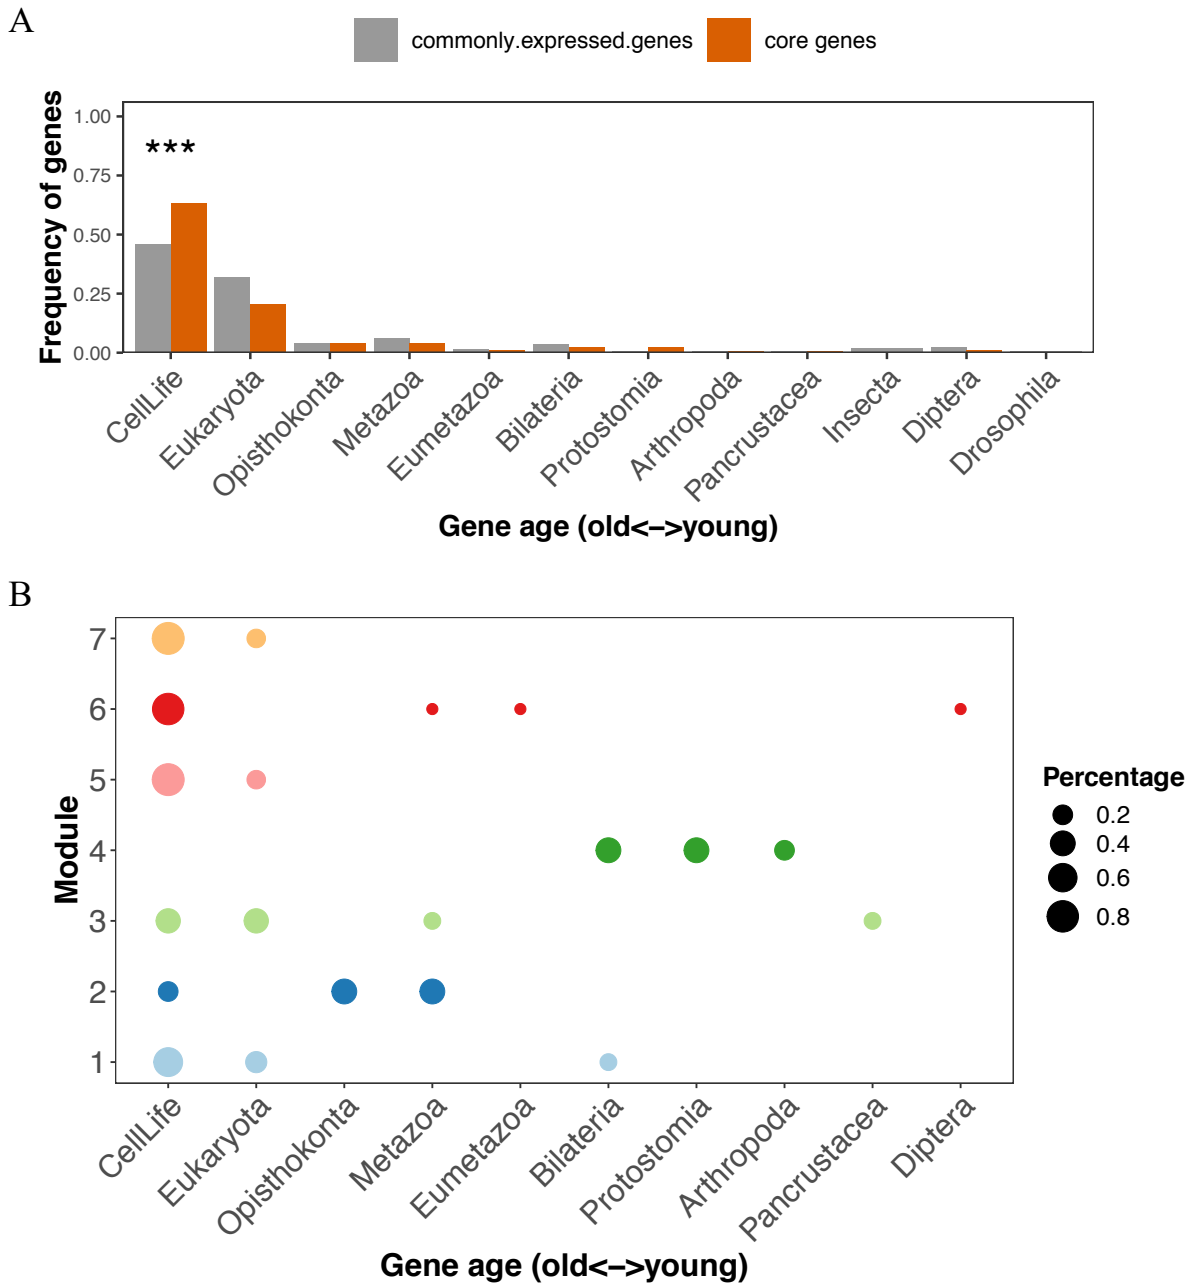 A
commonly.expressed.genes core genes
Frequency of genes
1.00
0.75
0.50
0.25
0.00
***
CellLife Eukaryota Opisthokonta Metazoa Eumetazoa Bilateria Protostomia Arthropoda Pancrustacea Insecta Diptera Drosophila
Gene age (old<−>young)
B
Module
7
6
5
4
3
2
1
CellLife Eukaryota Opisthokonta Metazoa Eumetazoa Bilateria Protostomia Arthropoda Pancrustacea Diptera
Gene age (old<−>young)
Percentage
0.2
0.4
0.6
0.8